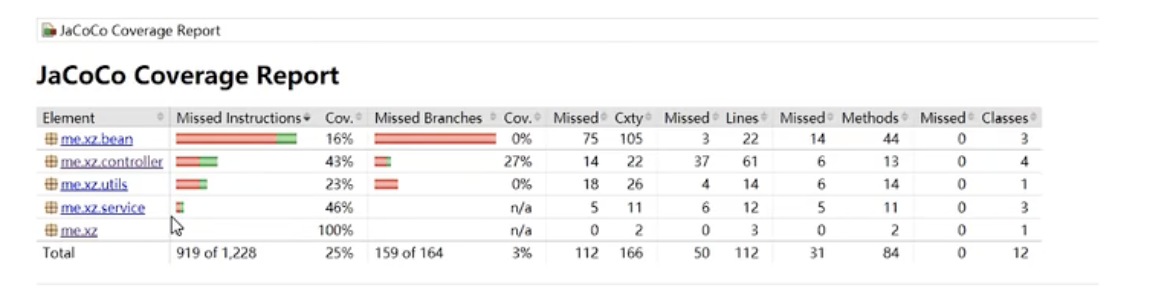 JaCoCo Coverage Report
JaCoCo Coverage Report
Element Missed Instructions Cov. Missed Branches Cov. Missed Cxty Missed Lines Missed Methods Missed Classes
me.xz.bean 16% 0% 75 105 3 22 14 44 0 3
me.xz.controller 43% 27% 14 22 37 61 6 13 0 4
me.xz.utils 23% 0% 18 26 4 14 6 14 0 1
me.xz.service 46% n/a 5 11 6 12 5 11 0 3
me.xz 100% n/a 0 2 0 3 0 2 0 1
Total 919 of 1,228 25% 159 of 164 3% 112 166 50 112 31 84 0 12